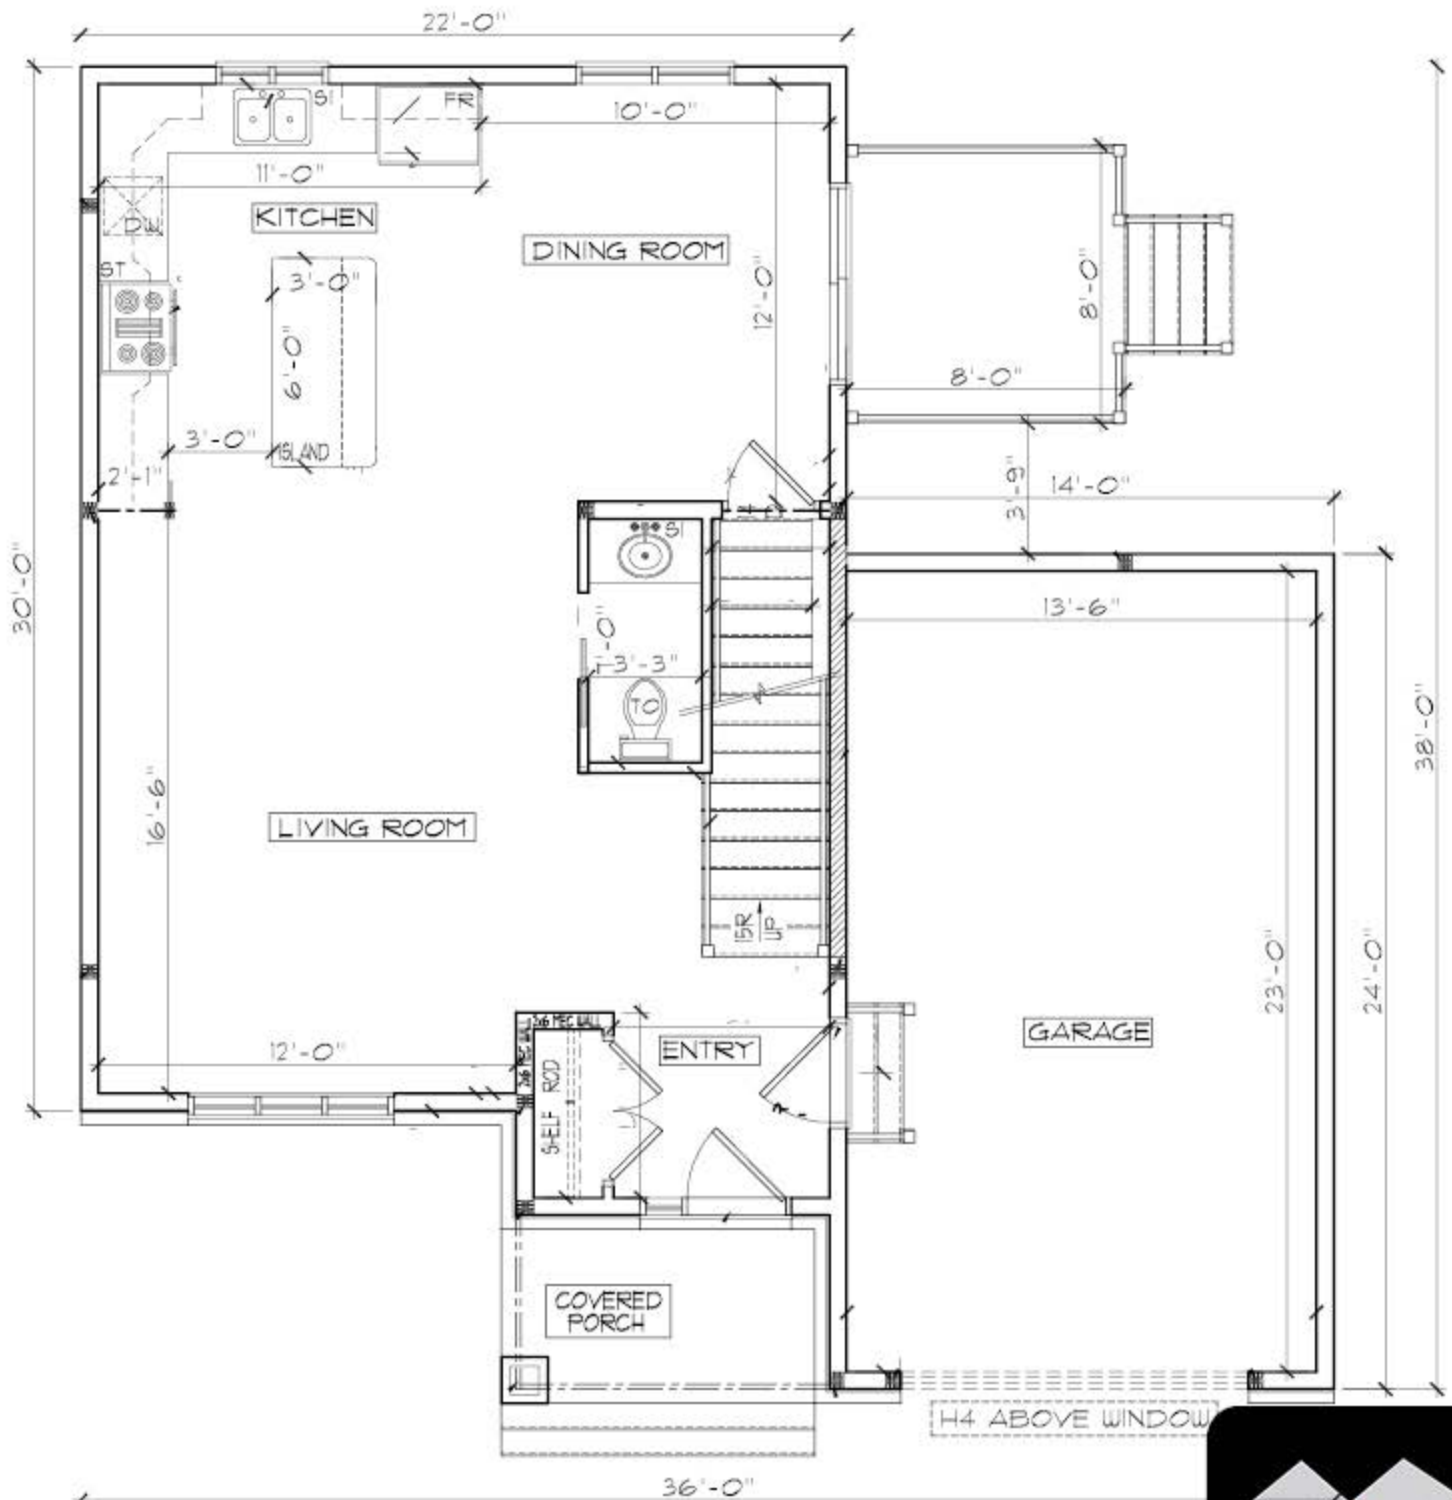 22'-0"
SI
FR
10'-0"
11'-0"
KITCHEN
DW
DINING ROOM
ST
3'-0"
12'-0"
8'-0"
6'-0"
8'-0"
3'-0"
ISLAND
2'-1"
3'-9"
14'-0"
SI
30'-0"
13'-6"
3'-3"
TO
38'-0"
16'-6"
LIVING ROOM
15R
UP
23'-0"
24'-0"
2x6 MEC WALL
2x6 MEC WALL
GARAGE
12'-0"
ENTRY
SHELF ROD
COVERED
PORCH
H4 ABOVE WINDOW
36'-0"